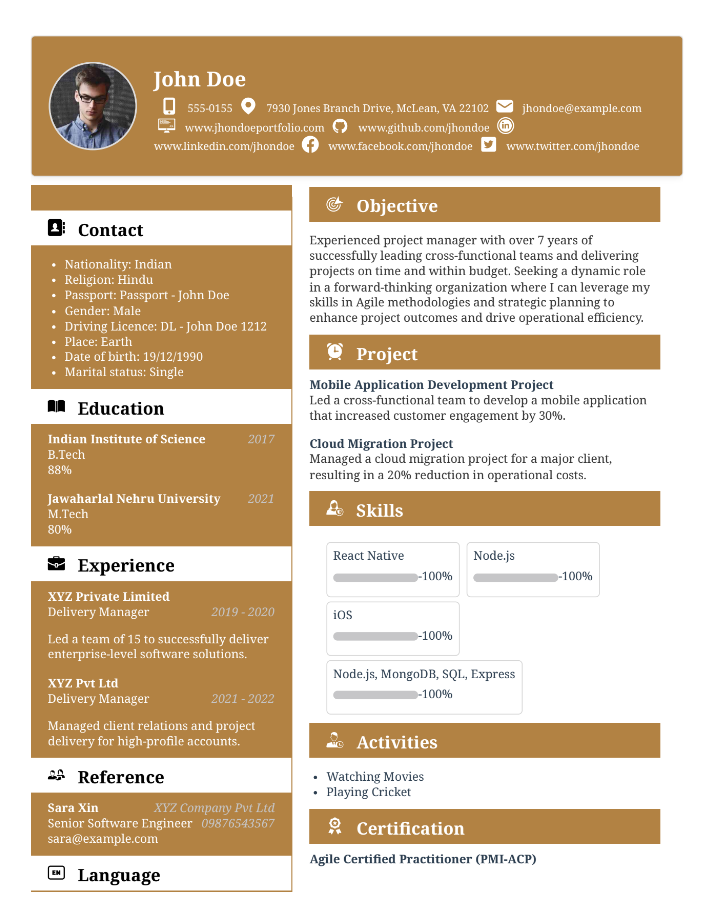 John Doe
555-0155 7930 Jones Branch Drive, McLean, VA 22102 jhondoe@example.com
www.jhondoeportfolio.com www.github.com/jhondoe
www.linkedin.com/jhondoe www.facebook.com/jhondoe www.twitter.com/jhondoe
Contact
• Nationality: Indian
• Religion: Hindu
• Passport: Passport - John Doe
• Gender: Male
• Driving Licence: DL - John Doe 1212
• Place: Earth
• Date of birth: 19/12/1990
• Marital status: Single
Education
Indian Institute of Science 2017
B.Tech
88%
Jawaharlal Nehru University 2021
M.Tech
80%
Experience
XYZ Private Limited
Delivery Manager 2019 - 2020
Led a team of 15 to successfully deliver
enterprise-level software solutions.
XYZ Pvt Ltd
Delivery Manager 2021 - 2022
Managed client relations and project
delivery for high-profile accounts.
Reference
Sara Xin XYZ Company Pvt Ltd
Senior Software Engineer 09876543567
sara@example.com
EN Language
Objective
Experienced project manager with over 7 years of
successfully leading cross-functional teams and delivering
projects on time and within budget. Seeking a dynamic role
in a forward-thinking organization where I can leverage my
skills in Agile methodologies and strategic planning to
enhance project outcomes and drive operational efficiency.
Project
Mobile Application Development Project
Led a cross-functional team to develop a mobile application
that increased customer engagement by 30%.
Cloud Migration Project
Managed a cloud migration project for a major client,
resulting in a 20% reduction in operational costs.
Skills
React Native
-100%
Node.js
-100%
iOS
-100%
Node.js, MongoDB, SQL, Express
-100%
Activities
• Watching Movies
• Playing Cricket
Certification
Agile Certified Practitioner (PMI-ACP)